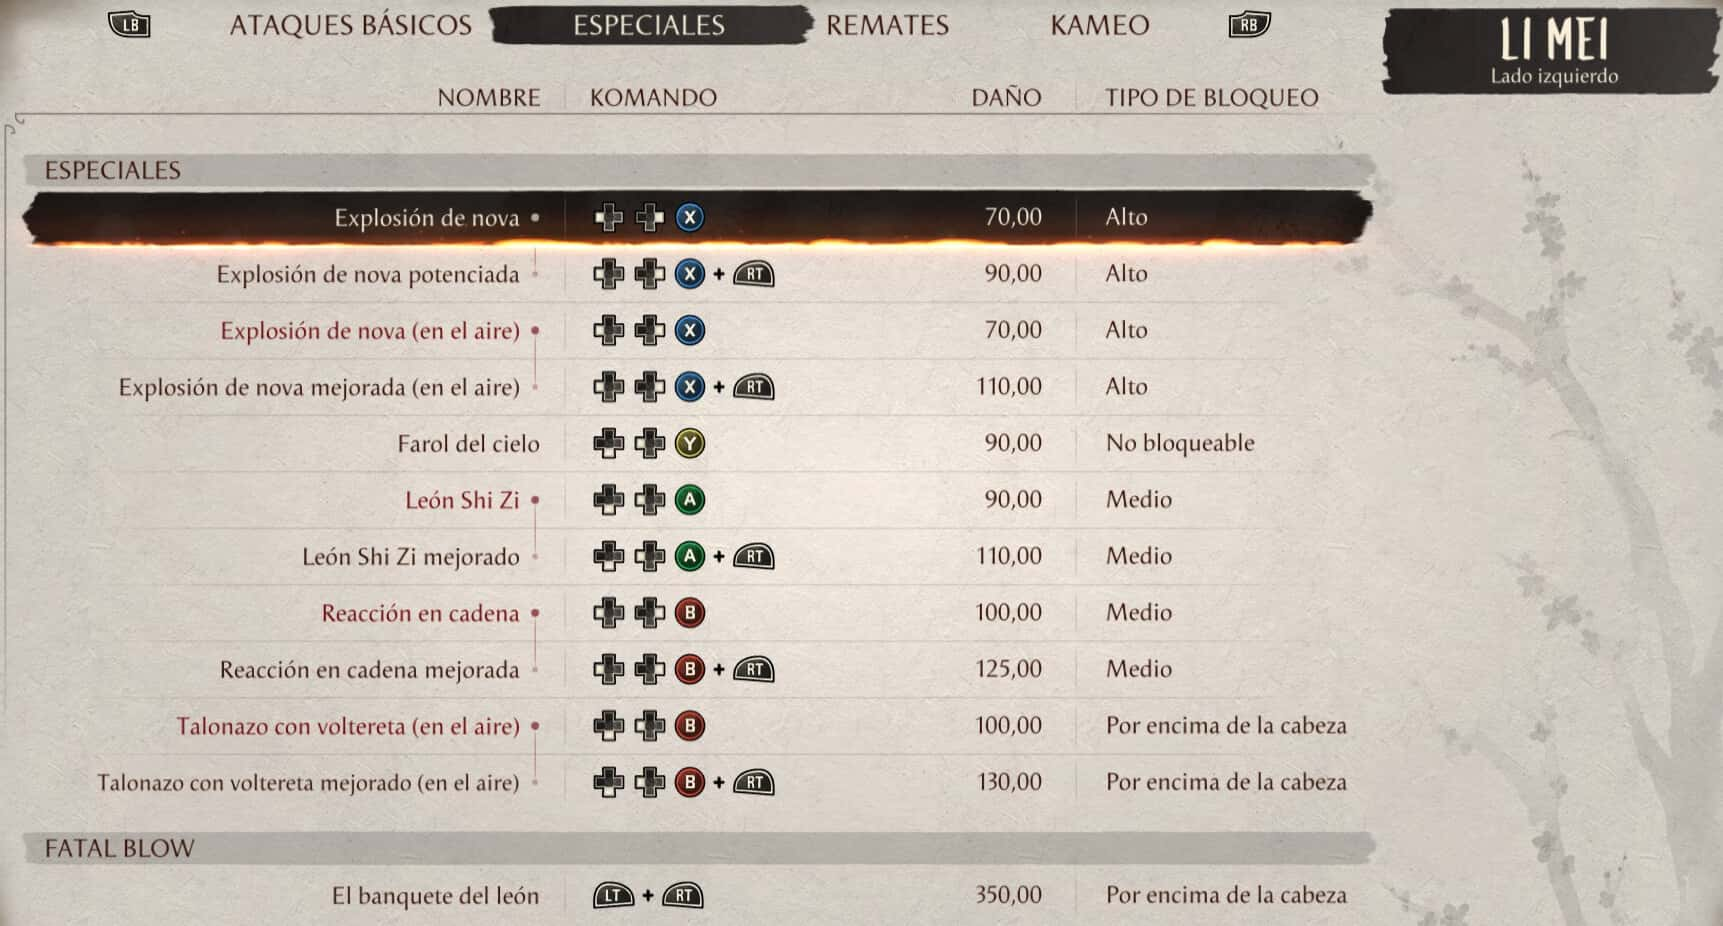 LB ATAQUES BÁSICOS ESPECIALES REMATES KAMEO RB
LI MEI
Lado izquierdo
NOMBRE KOMANDO DAÑO TIPO DE BLOQUEO
ESPECIALES
Explosión de nova X 70,00 Alto
Explosión de nova potenciada X + RT 90,00 Alto
Explosión de nova (en el aire) X 70,00 Alto
Explosión de nova mejorada (en el aire) X + RT 110,00 Alto
Farol del cielo Y 90,00 No bloqueable
León Shi Zi A 90,00 Medio
León Shi Zi mejorado A + RT 110,00 Medio
Reacción en cadena B 100,00 Medio
Reacción en cadena mejorada B + RT 125,00 Medio
Talonazo con voltereta (en el aire) B 100,00 Por encima de la cabeza
Talonazo con voltereta mejorado (en el aire) B + RT 130,00 Por encima de la cabeza
FATAL BLOW
El banquete del león LT + RT 350,00 Por encima de la cabeza